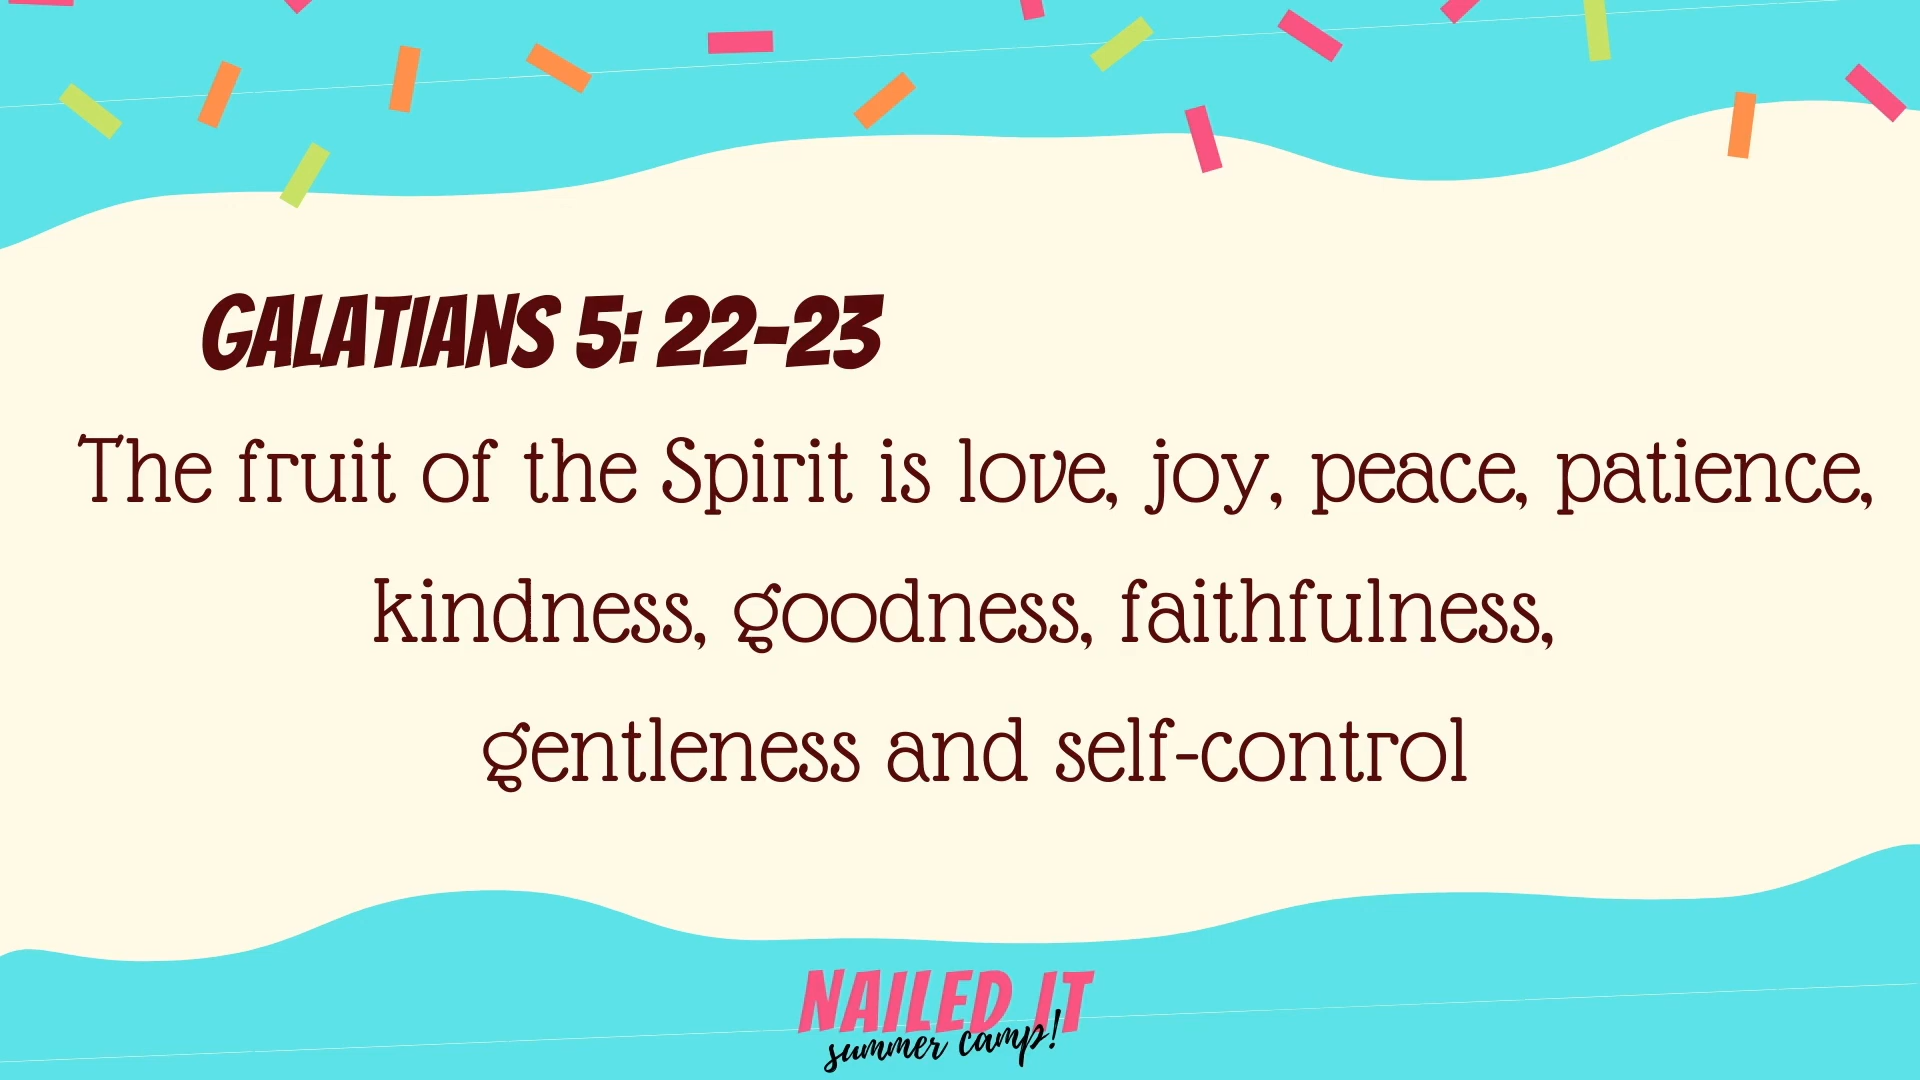 GALATIANS 5: 22-23
The fruit of the Spirit is love, joy, peace, patience,
kindness, goodness, faithfulness,
gentleness and self-control
NAILED IT
summer camp!